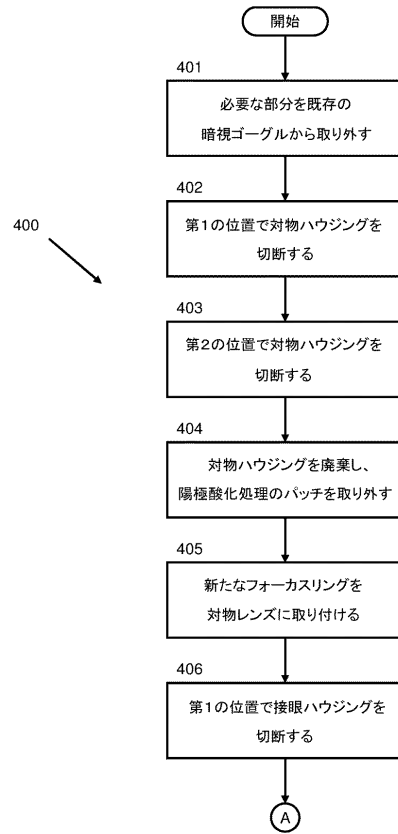 開始
401
必要な部分を既存の
暗視ゴーグルから取り外す
402
400
第1の位置で対物ハウジングを
切断する
403
第2の位置で対物ハウジングを
切断する
404
対物ハウジングを廃棄し、
陽極酸化処理のパッチを取り外す
405
新たなフォーカスリングを
対物レンズに取り付ける
406
第1の位置で接眼ハウジングを
切断する
A